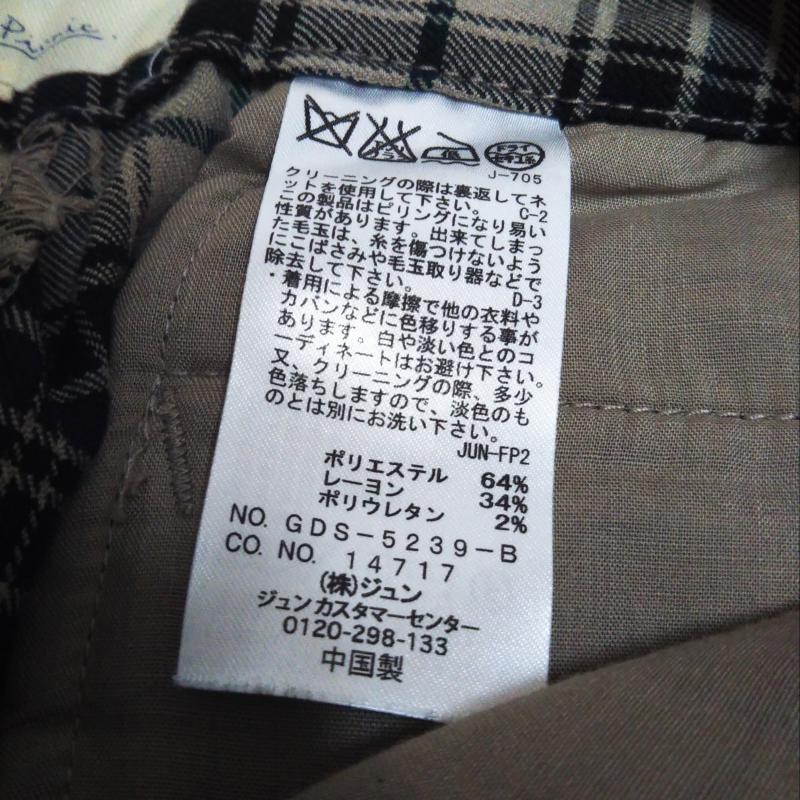 Picnic.
低
ドライ
セキユ系
J-705
クリーニングの際は裏返してネ
ットを使用して下さい。 C-2
この製品はピリングになり易い
性質があります。出来てしまっ
た毛玉は、糸を傷つけないよう
にこばさみや毛玉取り器などで
除去して下さい。 D-3
・着用による摩擦で他の衣料や
カバンなどに色移りする事が
あります。白や淡い色とのコ
ーディネートはお避け下さい。
又、クリーニングの際、多少
色落ちしますので、淡色のも
のとは別にお洗い下さい。
JUN-FP2
ポリエステル 64%
レーヨン 34%
ポリウレタン 2%
NO. GDS-5239-B
CO. NO. 14717
(株)ジュン
ジュンカスタマーセンター
0120-298-133
中国製